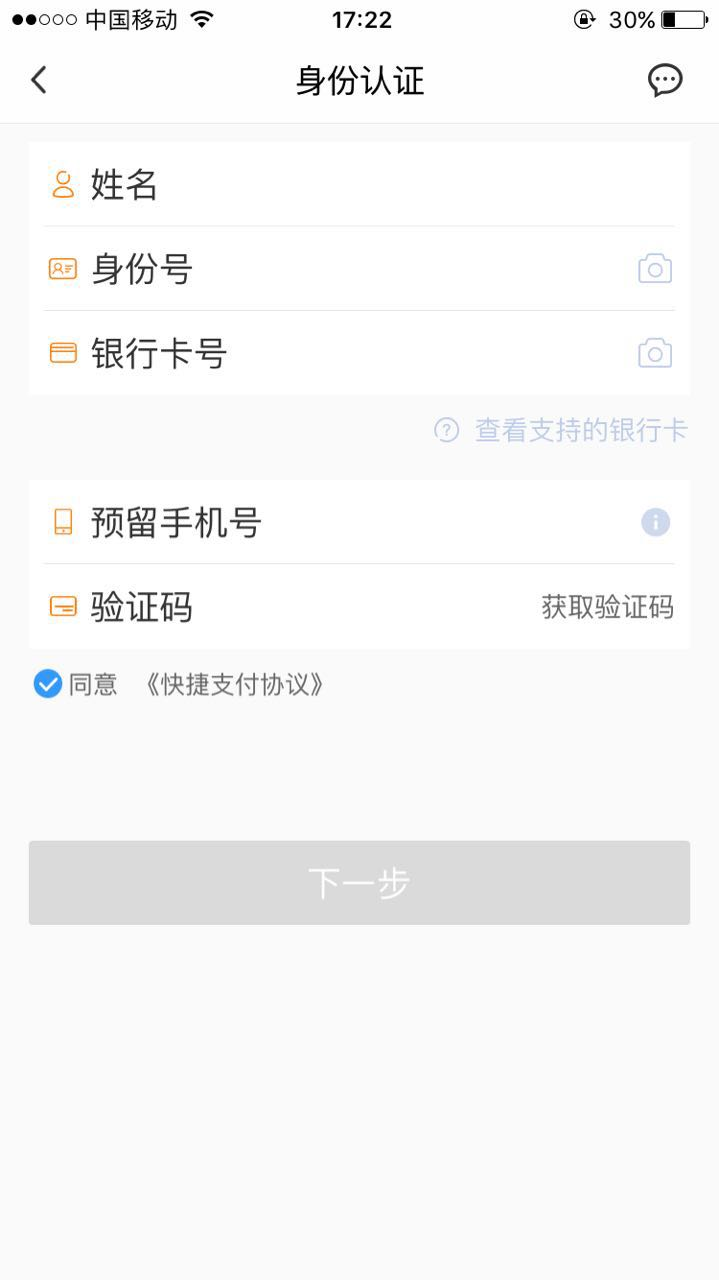 中国移动 17:22 30%
身份认证
姓名
身份号
银行卡号
? 查看支持的银行卡
预留手机号
验证码 获取验证码
同意 《快捷支付协议》
下一步